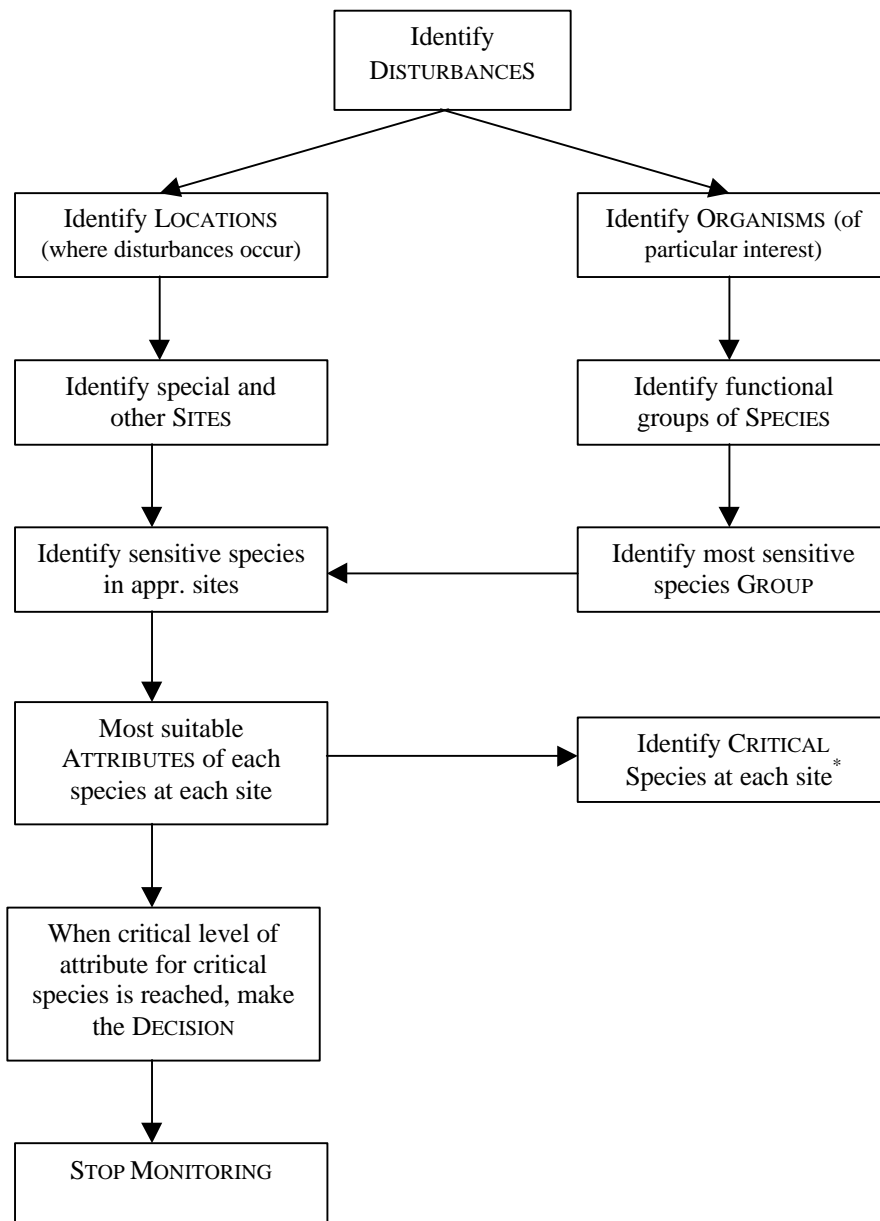 Identify
DISTURBANCES
Identify LOCATIONS
(where disturbances occur)
Identify ORGANISMS (of
particular interest)
Identify special and
other SITES
Identify functional
groups of SPECIES
Identify sensitive species
in appr. sites
Identify most sensitive
species GROUP
Most suitable
ATTRIBUTES of each
species at each site
Identify CRITICAL
Species at each site*
When critical level of
attribute for critical
species is reached, make
the DECISION
STOP MONITORING